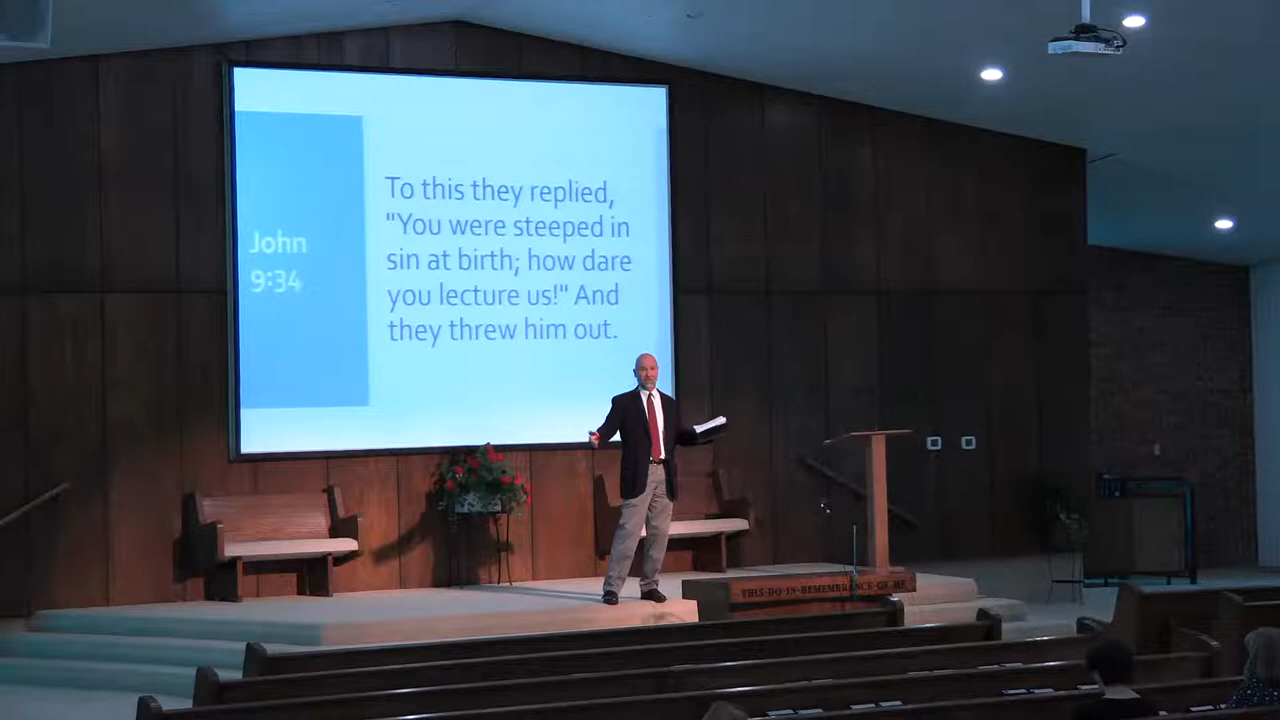 John
9:34
To this they replied,
"You were steeped in
sin at birth; how dare
you lecture us!" And
they threw him out.
THIS·DO·IN·REMEMBRANCE·OF·ME